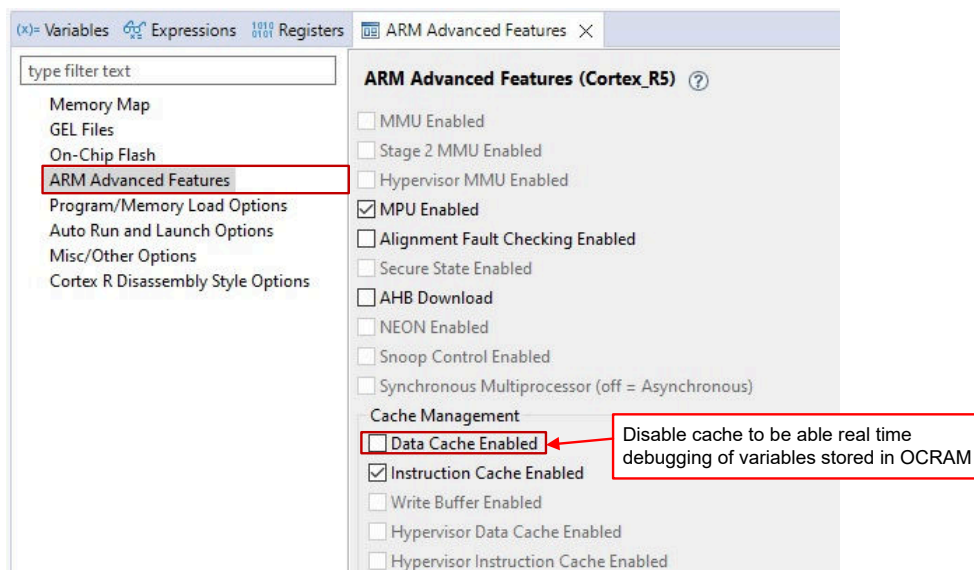 (x)= Variables Expressions 1010 0101 Registers ARM Advanced Features
type filter text
Memory Map
GEL Files
On-Chip Flash
ARM Advanced Features
Program/Memory Load Options
Auto Run and Launch Options
Misc/Other Options
Cortex R Disassembly Style Options
ARM Advanced Features (Cortex_R5) ?
MMU Enabled
Stage 2 MMU Enabled
Hypervisor MMU Enabled
MPU Enabled
Alignment Fault Checking Enabled
Secure State Enabled
AHB Download
NEON Enabled
Snoop Control Enabled
Synchronous Multiprocessor (off = Asynchronous)
Cache Management
Data Cache Enabled
Instruction Cache Enabled
Write Buffer Enabled
Hypervisor Data Cache Enabled
Hypervisor Instruction Cache Enabled
Disable cache to be able real time
debugging of variables stored in OCRAM